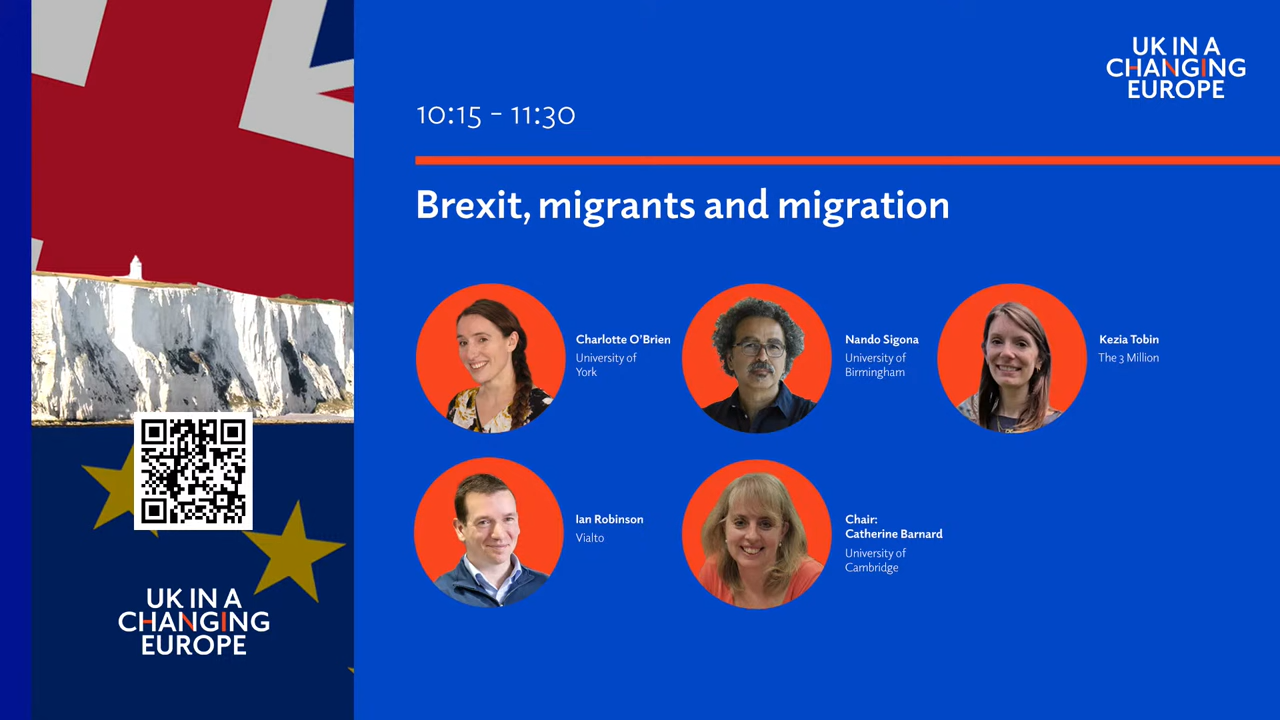 UK IN A
CHANGING
EUROPE
10:15 - 11:30
Brexit, migrants and migration
Charlotte O'Brien
University of
York
Nando Sigona
University of
Birmingham
Kezia Tobin
The 3 Million
Ian Robinson
Vialto
Chair:
Catherine Barnard
University of
Cambridge
UK IN A
CHANGING
EUROPE